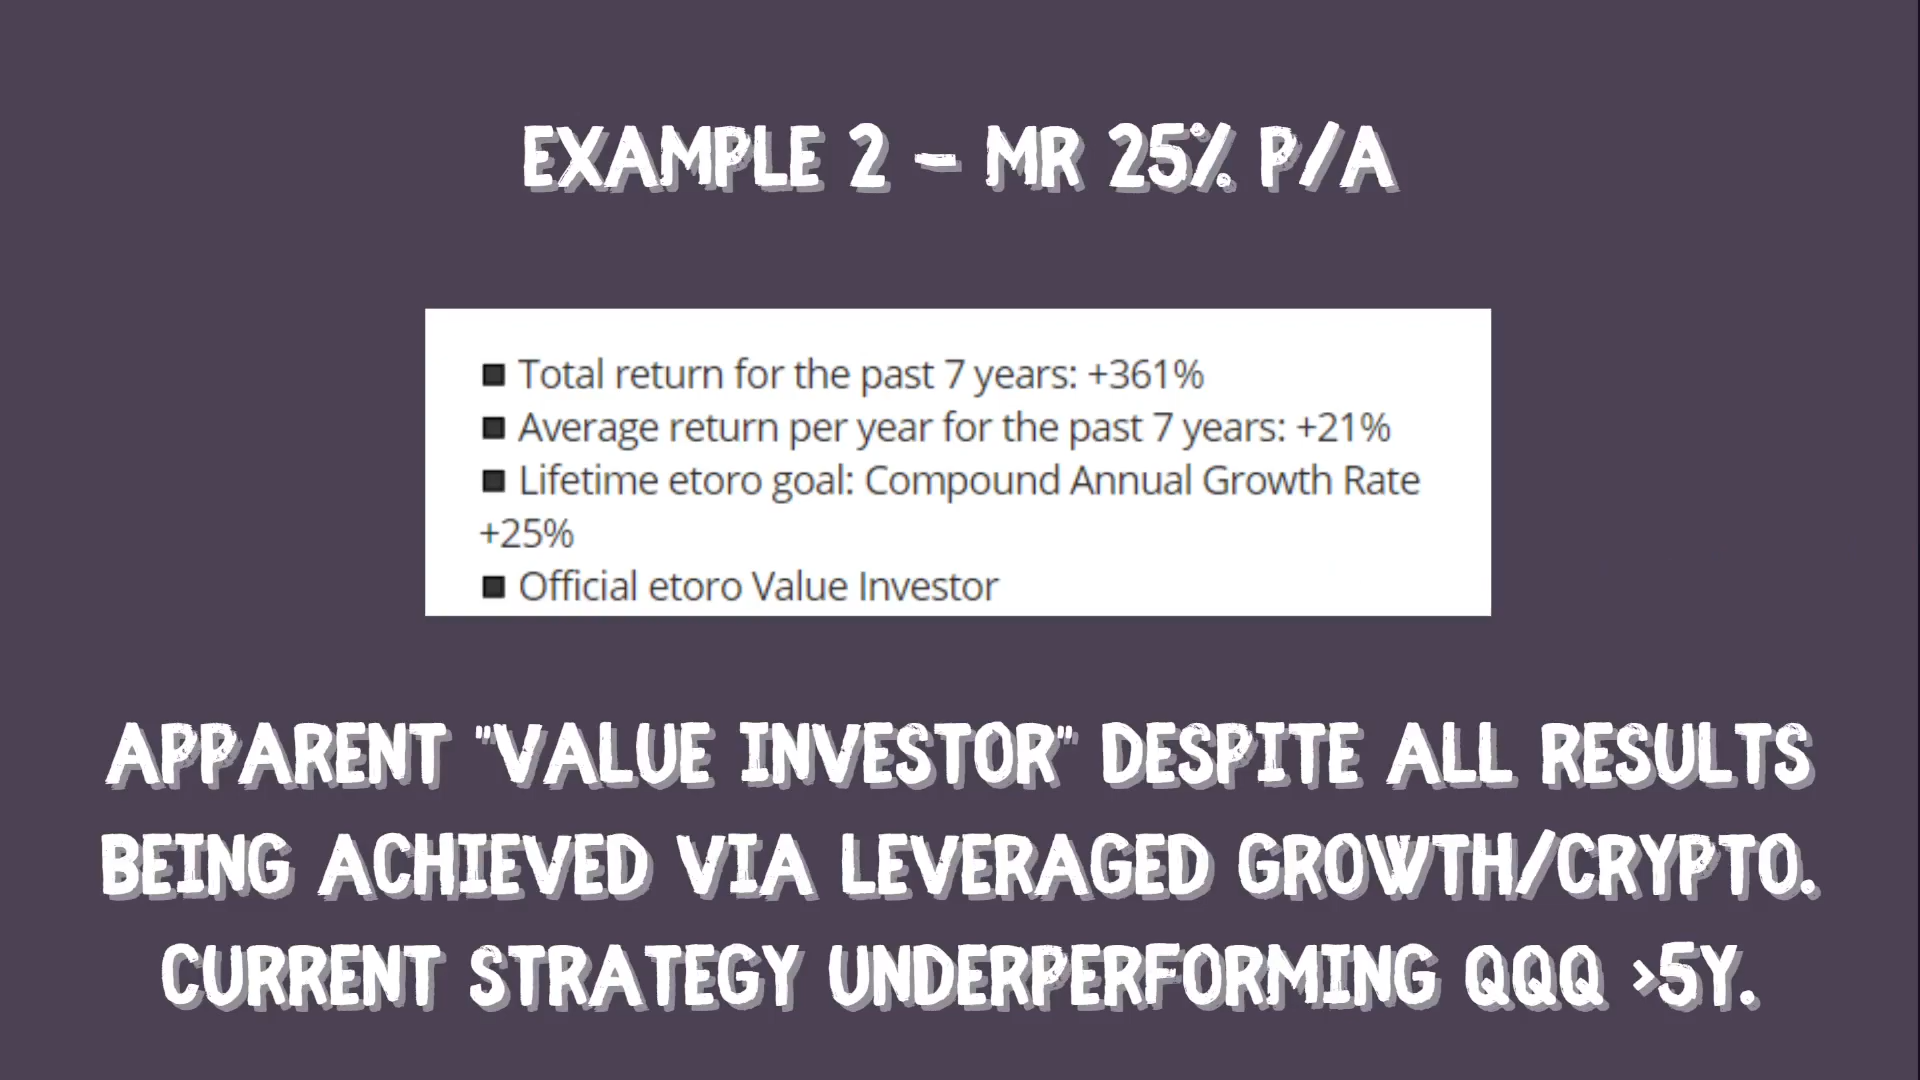 EXAMPLE 2 - MR 25% P/A
■ Total return for the past 7 years: +361%
■ Average return per year for the past 7 years: +21%
■ Lifetime etoro goal: Compound Annual Growth Rate
+25%
■ Official etoro Value Investor
APPARENT "VALUE INVESTOR" DESPITE ALL RESULTS
BEING ACHIEVED VIA LEVERAGED GROWTH/CRYPTO.
CURRENT STRATEGY UNDERPERFORMING QQQ >5Y.